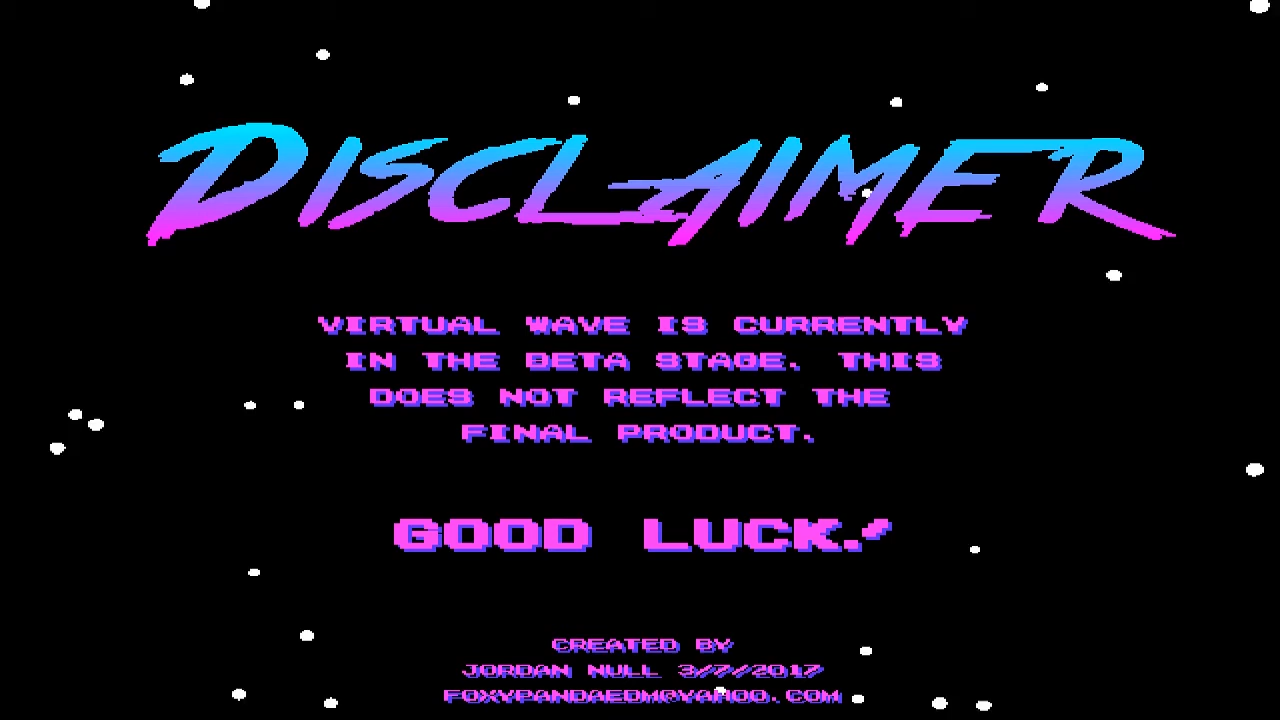 DISCLAIMER
VIRTUAL WAVE IS CURRENTLY
IN THE BETA STAGE. THIS
DOES NOT REFLECT THE
FINAL PRODUCT.
GOOD LUCK!
CREATED BY
JORDAN NULL 3/7/2017
FOXYPANDAEDM@YAHOO.COM